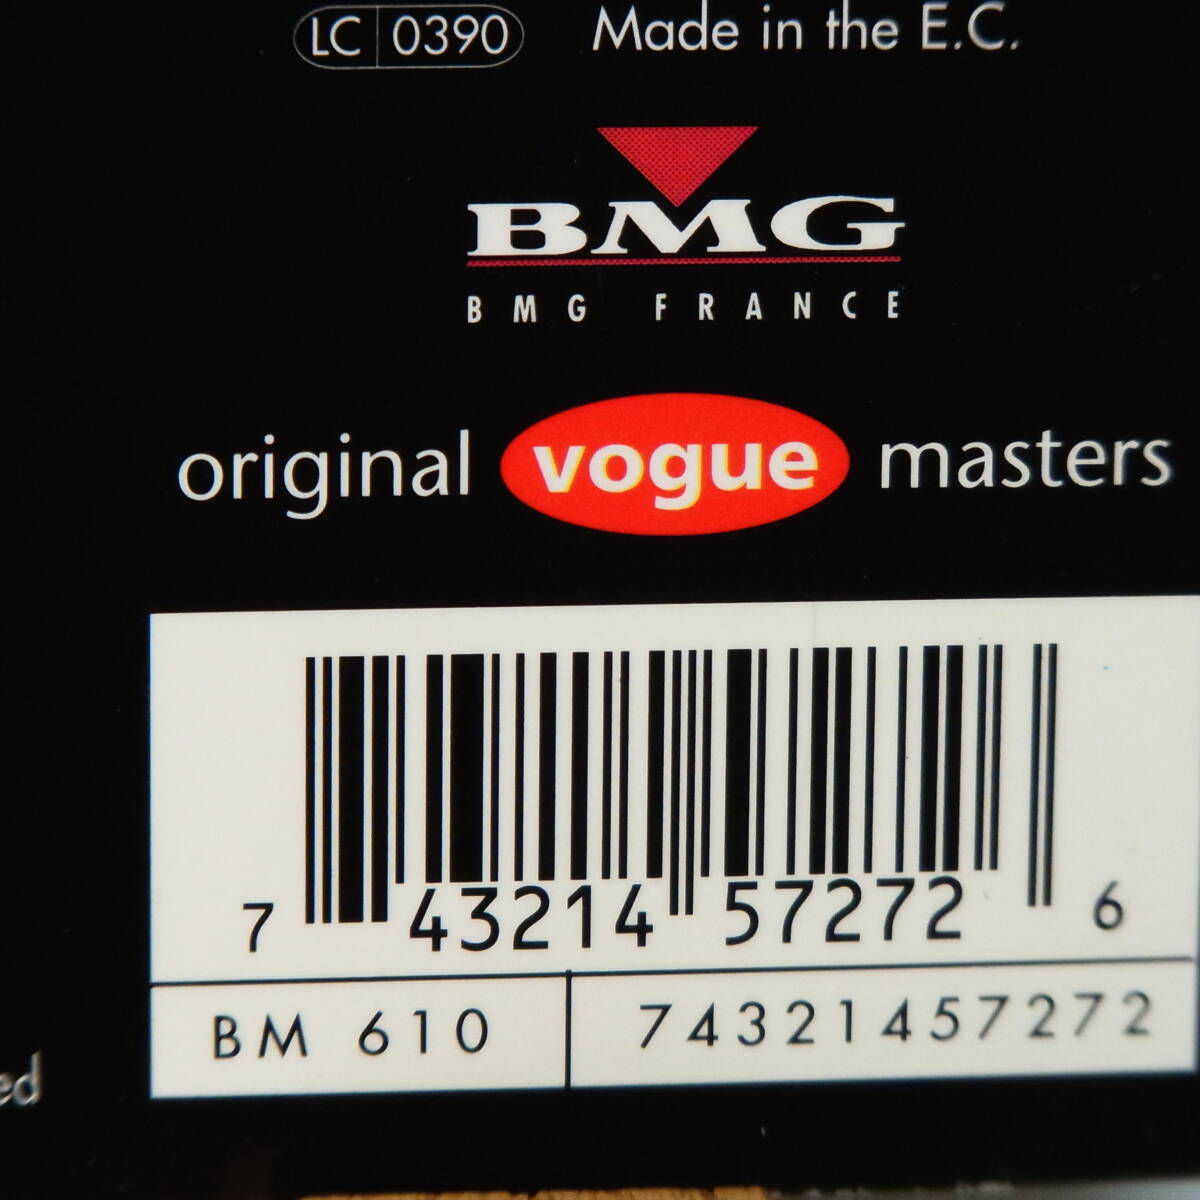 LC 0390 Made in the E.C.
BMG
BMG FRANCE
original vogue masters
7 43214 57272 6
BM 610 74321457272